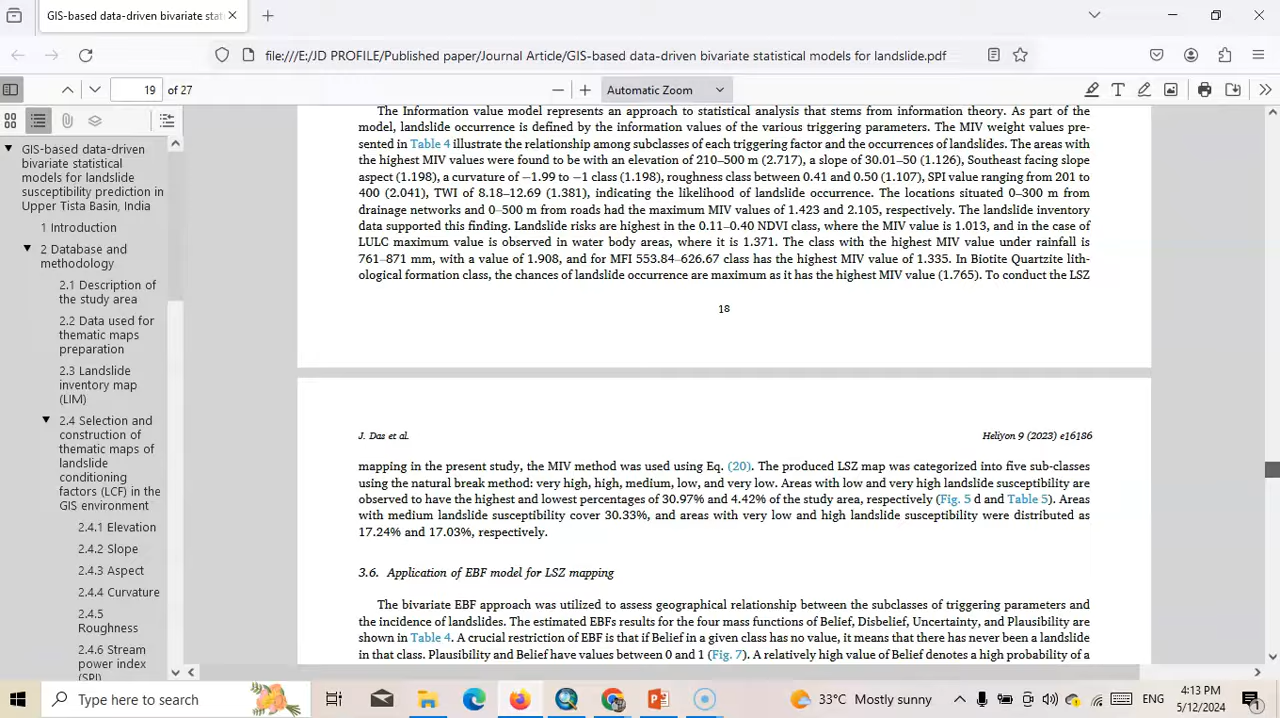 GIS-based data-driven bivariate stat
file:///E:/JD PROFILE/Published paper/Journal Article/GIS-based data-driven bivariate statistical models for landslide.pdf
19 of 27
Automatic Zoom
GIS-based data-driven
bivariate statistical
models for landslide
susceptibility prediction in
Upper Tista Basin, India
1 Introduction
2 Database and
methodology
2.1 Description of
the study area
2.2 Data used for
thematic maps
preparation
2.3 Landslide
inventory map
(LIM)
2.4 Selection and
construction of
thematic maps of
landslide
conditioning
factors (LCF) in the
GIS environment
2.4.1 Elevation
2.4.2 Slope
2.4.3 Aspect
2.4.4 Curvature
2.4.5
Roughness
2.4.6 Stream
power index
(SPI)
The Information value model represents an approach to statistical analysis that stems from information theory. As part of the
model, landslide occurrence is defined by the information values of the various triggering parameters. The MIV weight values pre-
sented in Table 4 illustrate the relationship among subclasses of each triggering factor and the occurrences of landslides. The areas with
the highest MIV values were found to be with an elevation of 210–500 m (2.717), a slope of 30.01–50 (1.126), Southeast facing slope
aspect (1.198), a curvature of −1.99 to −1 class (1.198), roughness class between 0.41 and 0.50 (1.107), SPI value ranging from 201 to
400 (2.041), TWI of 8.18–12.69 (1.381), indicating the likelihood of landslide occurrence. The locations situated 0–300 m from
drainage networks and 0–500 m from roads had the maximum MIV values of 1.423 and 2.105, respectively. The landslide inventory
data supported this finding. Landslide risks are highest in the 0.11–0.40 NDVI class, where the MIV value is 1.013, and in the case of
LULC maximum value is observed in water body areas, where it is 1.371. The class with the highest MIV value under rainfall is
761–871 mm, with a value of 1.908, and for MFI 553.84–626.67 class has the highest MIV value of 1.335. In Biotite Quartzite lith-
ological formation class, the chances of landslide occurrence are maximum as it has the highest MIV value (1.765). To conduct the LSZ
18
J. Das et al.
Heliyon 9 (2023) e16186
mapping in the present study, the MIV method was used using Eq. (20). The produced LSZ map was categorized into five sub-classes
using the natural break method: very high, high, medium, low, and very low. Areas with low and very high landslide susceptibility are
observed to have the highest and lowest percentages of 30.97% and 4.42% of the study area, respectively (Fig. 5 d and Table 5). Areas
with medium landslide susceptibility cover 30.33%, and areas with very low and high landslide susceptibility were distributed as
17.24% and 17.03%, respectively.
3.6. Application of EBF model for LSZ mapping
The bivariate EBF approach was utilized to assess geographical relationship between the subclasses of triggering parameters and
the incidence of landslides. The estimated EBFs results for the four mass functions of Belief, Disbelief, Uncertainty, and Plausibility are
shown in Table 4. A crucial restriction of EBF is that if Belief in a given class has no value, it means that there has never been a landslide
in that class. Plausibility and Belief have values between 0 and 1 (Fig. 7). A relatively high value of Belief denotes a high probability of a
Type here to search
33°C Mostly sunny
ENG
4:13 PM
5/12/2024
1